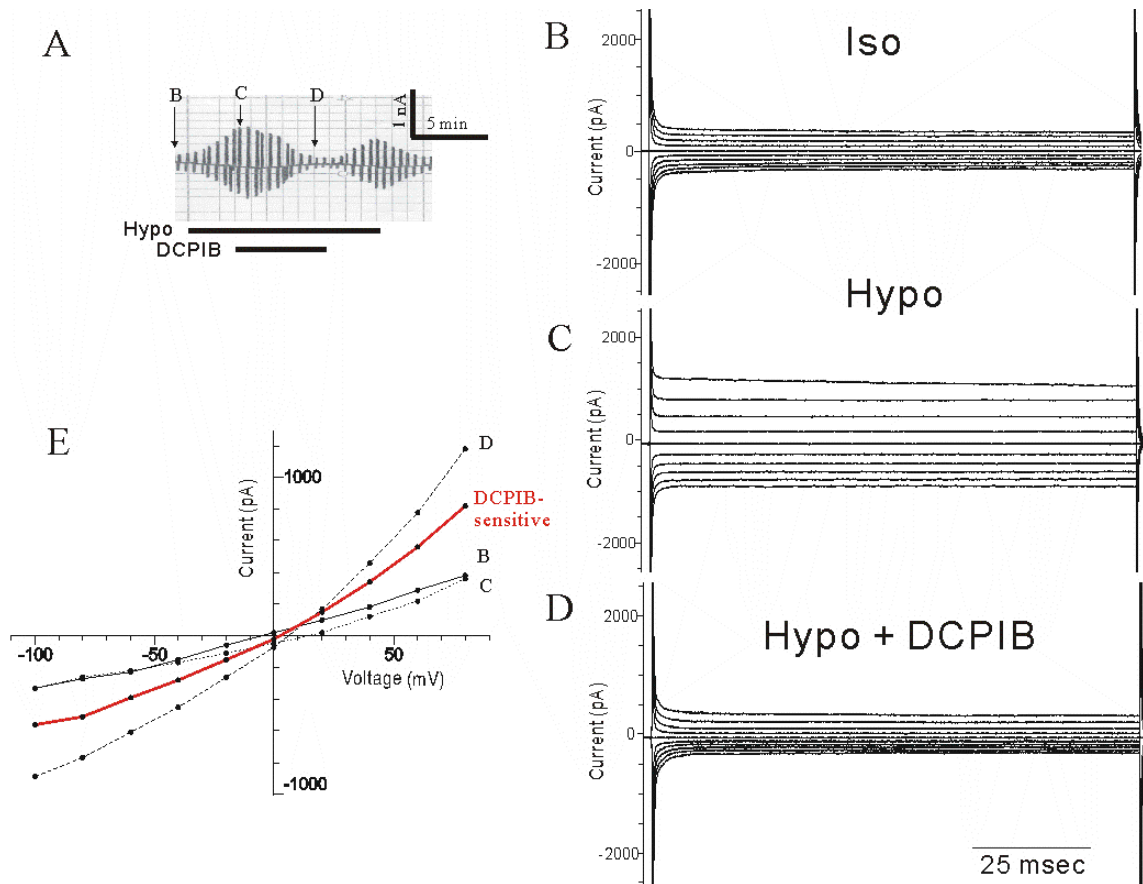 A
B
C
D
1 nA
5 min
Hypo
DCPIB
B
Iso
2000
0
-2000
Current (pA)
Hypo
C
2000
0
-2000
Current (pA)
D
Hypo + DCPIB
2000
0
-2000
Current (pA)
25 msec
E
D
1000
DCPIB-
sensitive
Current (pA)
B
C
-100
-50
50
Voltage (mV)
-1000